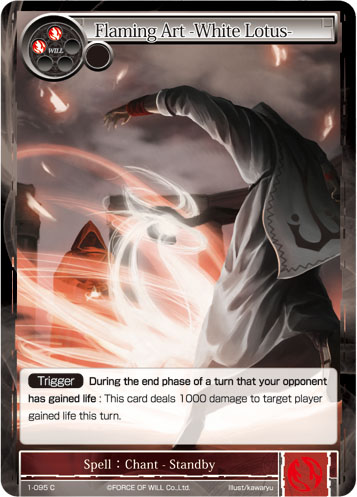 Flaming Art -White Lotus-
WILL
Trigger During the end phase of a turn that your opponent
has gained life : This card deals 1000 damage to target player
gained life this turn.
Spell : Chant - Standby
1-095 C ©FORCE OF WILL Co.,Ltd. Illust/kawaryu